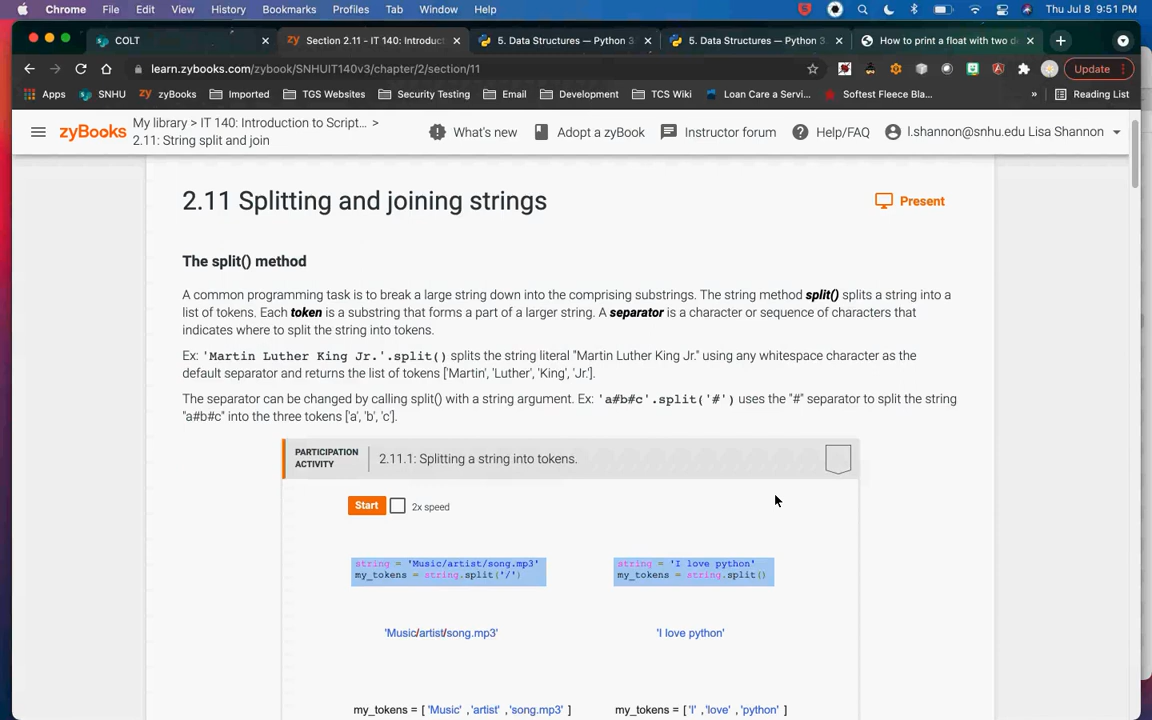 Chrome File Edit View History Bookmarks Profiles Tab Window Help Thu Jul 8 9:51 PM
COLT × Section 2.11 - IT 140: Introduct × 5. Data Structures — Python 3 × 5. Data Structures — Python 3 × How to print a float with two de ×
learn.zybooks.com/zybook/SNHUIT140v3/chapter/2/section/11 Update
Apps SNHU zyBooks Imported TGS Websites Security Testing Email Development TCS Wiki Loan Care a Servi... Softest Fleece Bla... » Reading List
zyBooks My library > IT 140: Introduction to Script... > What's new Adopt a zyBook Instructor forum Help/FAQ l.shannon@snhu.edu Lisa Shannon
2.11: String split and join
2.11 Splitting and joining strings Present
The split() method
A common programming task is to break a large string down into the comprising substrings. The string method split() splits a string into a
list of tokens. Each token is a substring that forms a part of a larger string. A separator is a character or sequence of characters that
indicates where to split the string into tokens.
Ex: 'Martin Luther King Jr.'.split() splits the string literal "Martin Luther King Jr." using any whitespace character as the
default separator and returns the list of tokens ['Martin', 'Luther', 'King', 'Jr.'].
The separator can be changed by calling split() with a string argument. Ex: 'a#b#c'.split('#') uses the "#" separator to split the string
"a#b#c" into the three tokens ['a', 'b', 'c'].
PARTICIPATION
ACTIVITY 2.11.1: Splitting a string into tokens.
Start 2x speed
string = 'Music/artist/song.mp3' string = 'I love python'
my_tokens = string.split('/') my_tokens = string.split()
'Music/artist/song.mp3' 'I love python'
my_tokens = [ 'Music' , 'artist' , 'song.mp3' ] my_tokens = [ 'I' , 'love' , 'python' ]